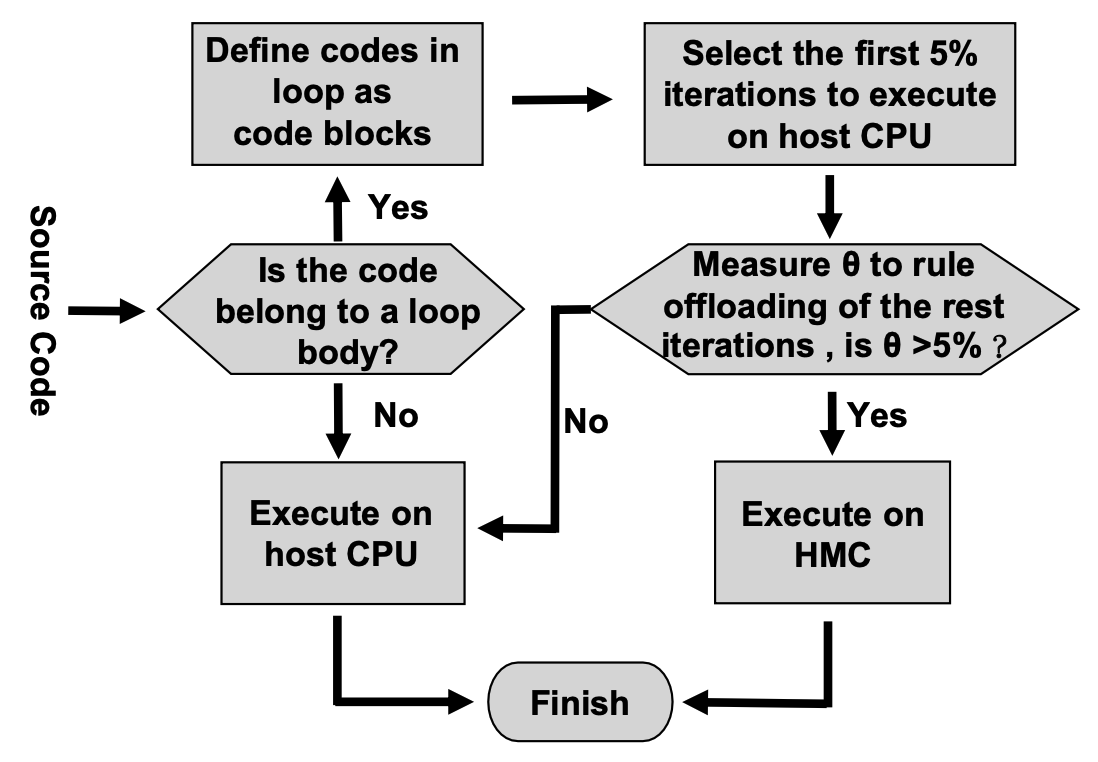 Source Code
Define codes in
loop as
code blocks
Select the first 5%
iterations to execute
on host CPU
Yes
Is the code
belong to a loop
body?
Measure θ to rule
offloading of the rest
iterations , is θ >5% ?
No
No
Yes
Execute on
host CPU
Execute on
HMC
Finish